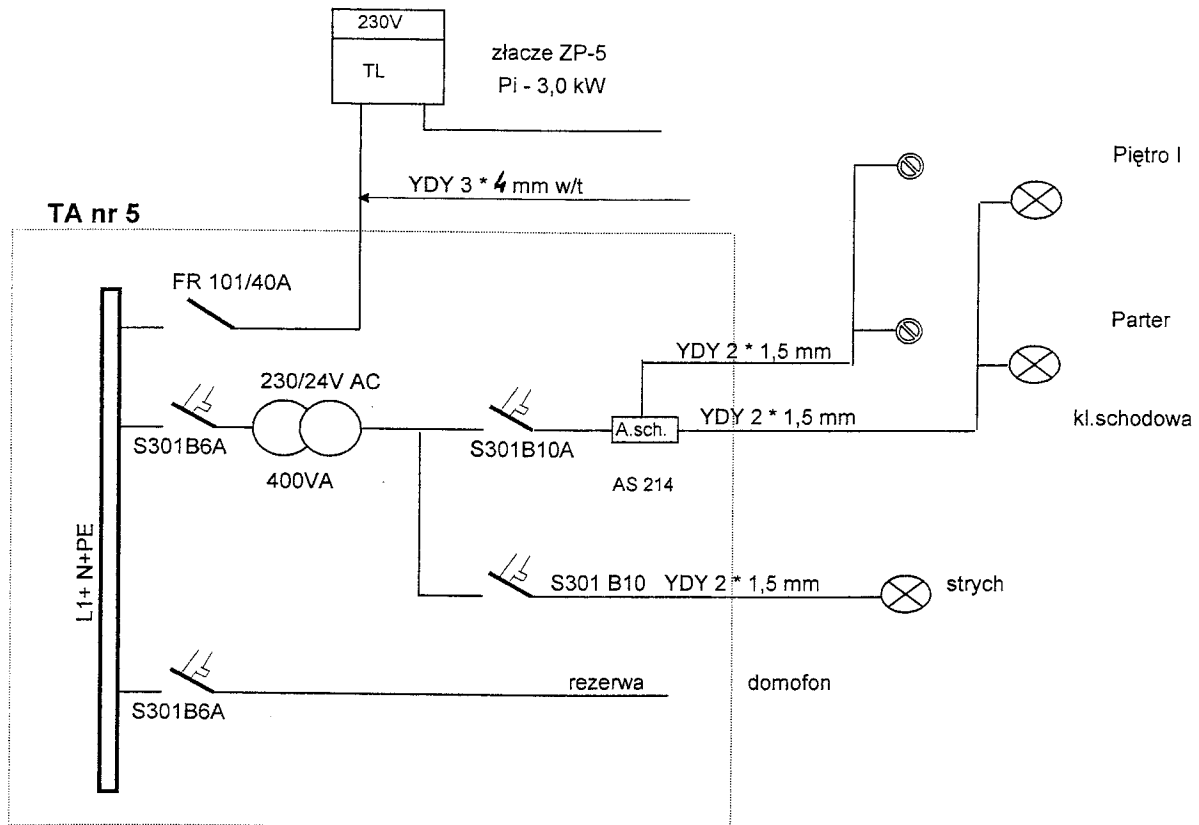 230V
TL
złacze ZP-5
Pi - 3,0 kW
YDY 3 * 4 mm w/t
Piętro I
TA nr 5
FR 101/40A
Parter
YDY 2 * 1,5 mm
230/24V AC
S301B6A
400VA
S301B10A
A.sch.
AS 214
YDY 2 * 1,5 mm
kl.schodowa
L1+ N+PE
S301 B10
YDY 2 * 1,5 mm
strych
S301B6A
rezerwa
domofon